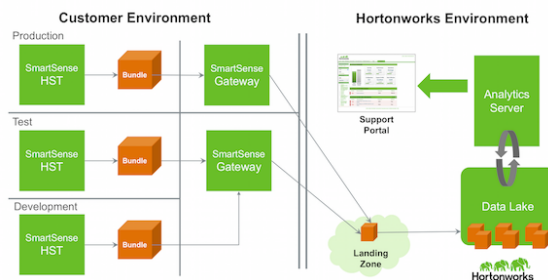 Customer Environment
Hortonworks Environment
Production
SmartSense
HST
Bundle
SmartSense
Gateway
Test
SmartSense
HST
Bundle
SmartSense
Gateway
Development
SmartSense
HST
Bundle
Support
Portal
Analytics
Server
Data Lake
Landing
Zone
Hortonworks